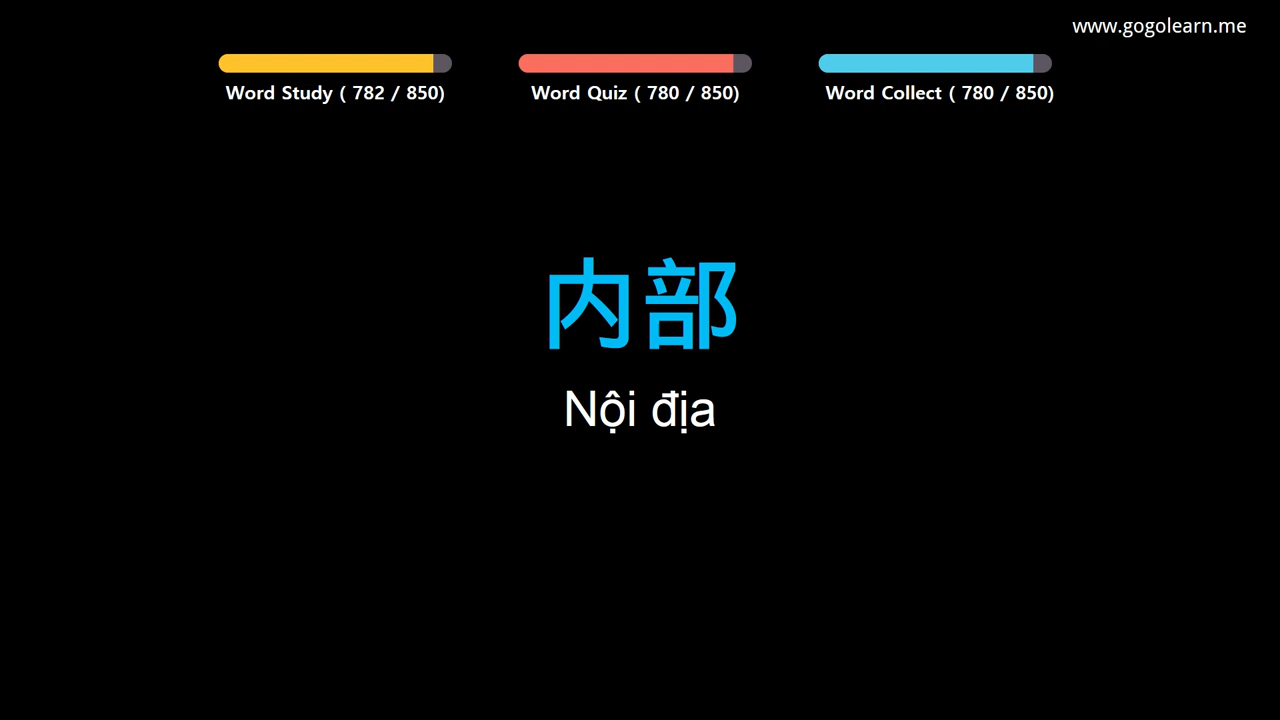 www.gogolearn.me
Word Study ( 782 / 850)
Word Quiz ( 780 / 850)
Word Collect ( 780 / 850)
内部
Nội địa